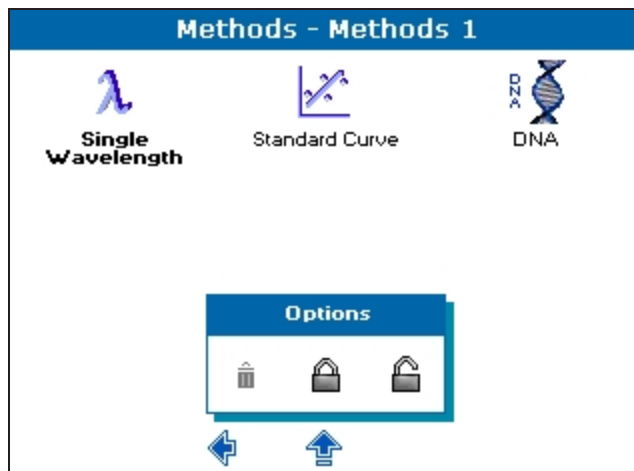 Methods - Methods 1
Single
Wavelength
Standard Curve
DNA
DNA
Options